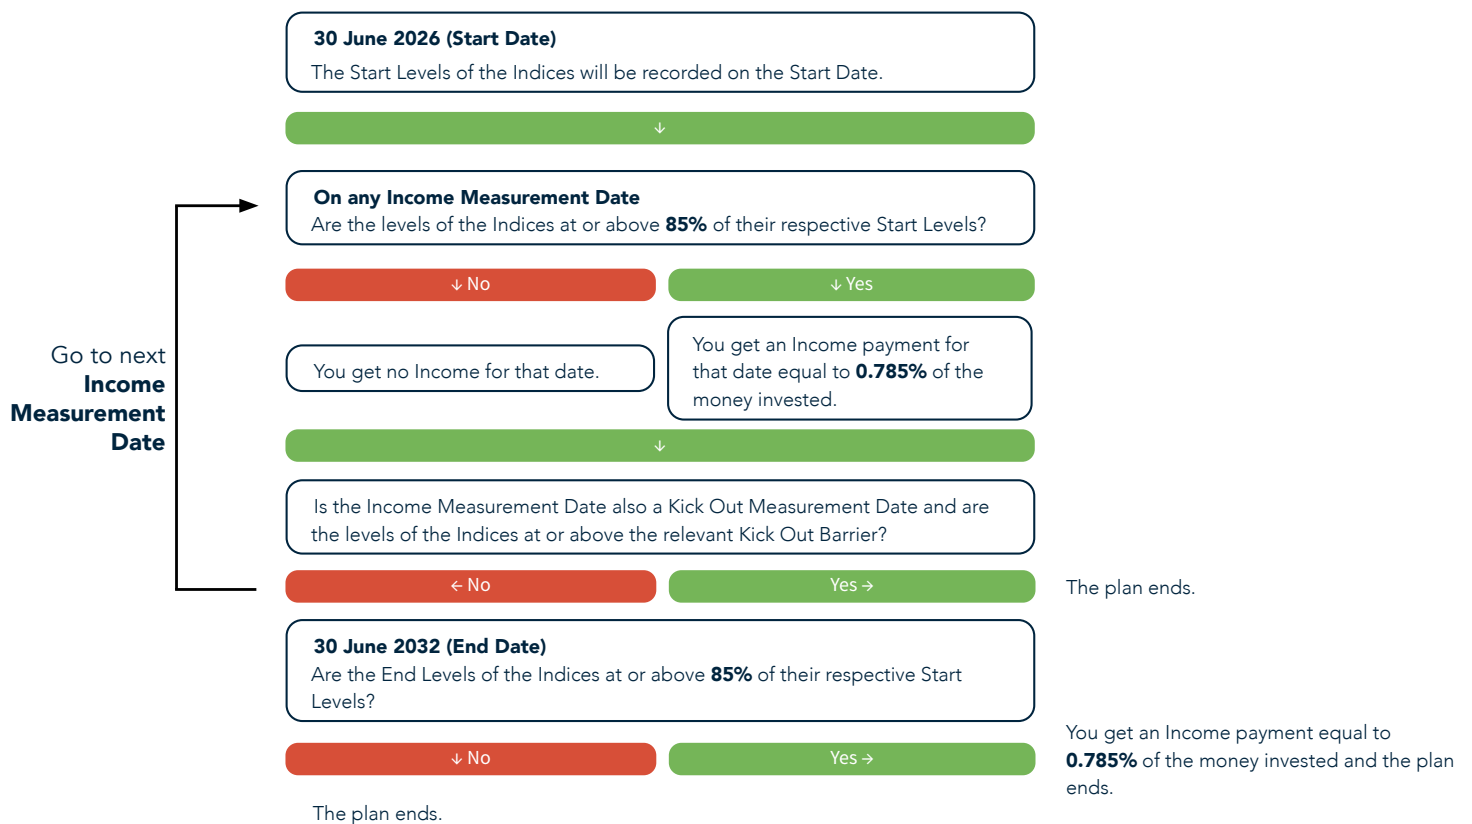 30 June 2026 (Start Date)
The Start Levels of the Indices will be recorded on the Start Date.
↓
On any Income Measurement Date
Are the levels of the Indices at or above 85% of their respective Start Levels?
↓ No
↓ Yes
Go to next
Income
Measurement
Date
You get no Income for that date.
You get an Income payment for
that date equal to 0.785% of the
money invested.
↓
Is the Income Measurement Date also a Kick Out Measurement Date and are
the levels of the Indices at or above the relevant Kick Out Barrier?
← No
Yes →
The plan ends.
30 June 2032 (End Date)
Are the End Levels of the Indices at or above 85% of their respective Start
Levels?
↓ No
Yes →
You get an Income payment equal to
0.785% of the money invested and the plan
ends.
The plan ends.